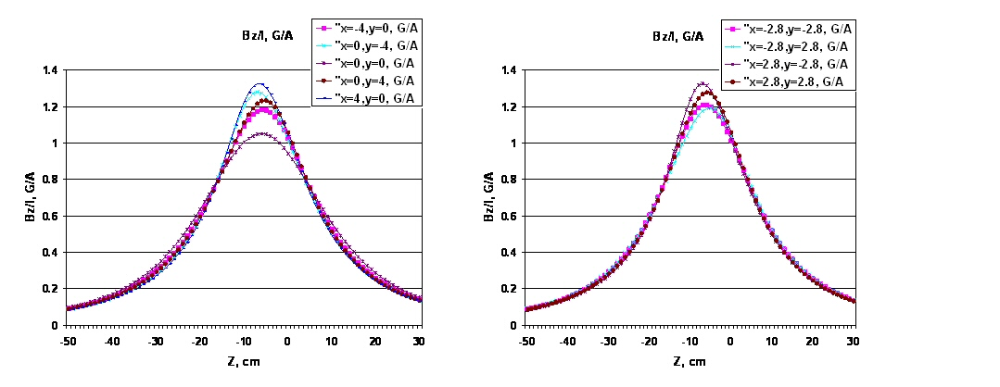 Bz/I, G/A
"x=-4,y=0, G/A
"x=0,y=-4, G/A
"x=0,y=0, G/A
"x=0,y=4, G/A
"x=4,y=0, G/A
1.4
1.2
1
0.8
0.6
0.4
0.2
0
Bz/I, G/A
-50 -40 -30 -20 -10 0 10 20 30
Z, cm
Bz/I, G/A
"x=-2.8,y=-2.8, G/A
"x=-2.8,y=2.8, G/A
"x=2.8,y=-2.8, G/A
"x=2.8,y=2.8, G/A
1.4
1.2
1
0.8
0.6
0.4
0.2
0
Bz/I, G/A
-50 -40 -30 -20 -10 0 10 20 30
Z, cm